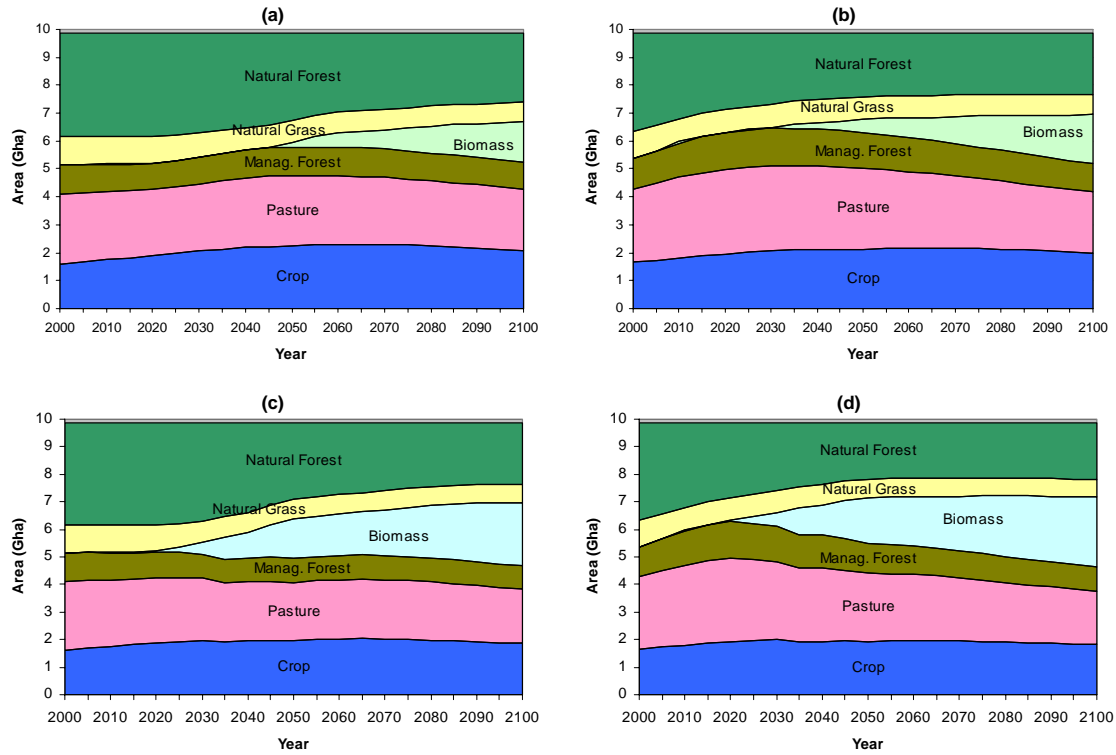 (a)
10
9
8
7
6
5
4
3
2
1
0
Area (Gha)
Natural Forest
Natural Grass
Biomass
Manag. Forest
Pasture
Crop
2000 2010 2020 2030 2040 2050 2060 2070 2080 2090 2100
Year
(b)
10
9
8
7
6
5
4
3
2
1
0
Area (Gha)
Natural Forest
Natural Grass
Biomass
Manag. Forest
Pasture
Crop
2000 2010 2020 2030 2040 2050 2060 2070 2080 2090 2100
Year
(c)
10
9
8
7
6
5
4
3
2
1
0
Area (Gha)
Natural Forest
Natural Grass
Biomass
Manag. Forest
Pasture
Crop
2000 2010 2020 2030 2040 2050 2060 2070 2080 2090 2100
Year
(d)
10
9
8
7
6
5
4
3
2
1
0
Area (Gha)
Natural Forest
Natural Grass
Biomass
Manag. Forest
Pasture
Crop
2000 2010 2020 2030 2040 2050 2060 2070 2080 2090 2100
Year